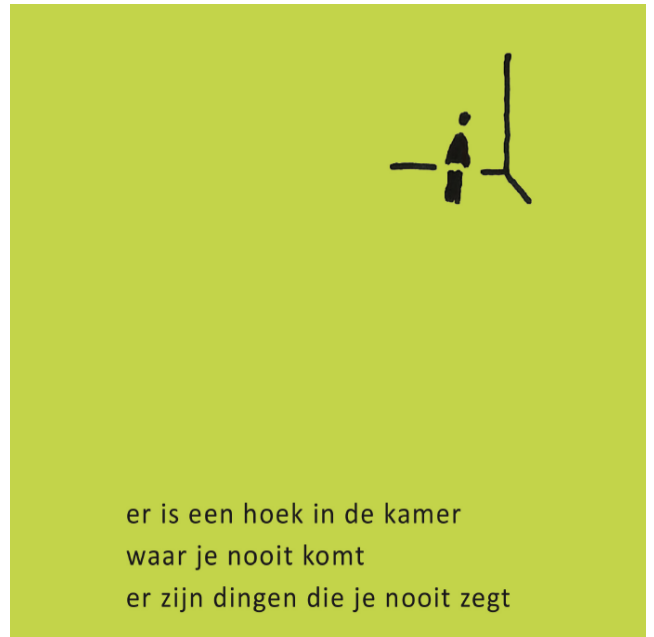 er is een hoek in de kamer
waar je nooit komt
er zijn dingen die je nooit zegt